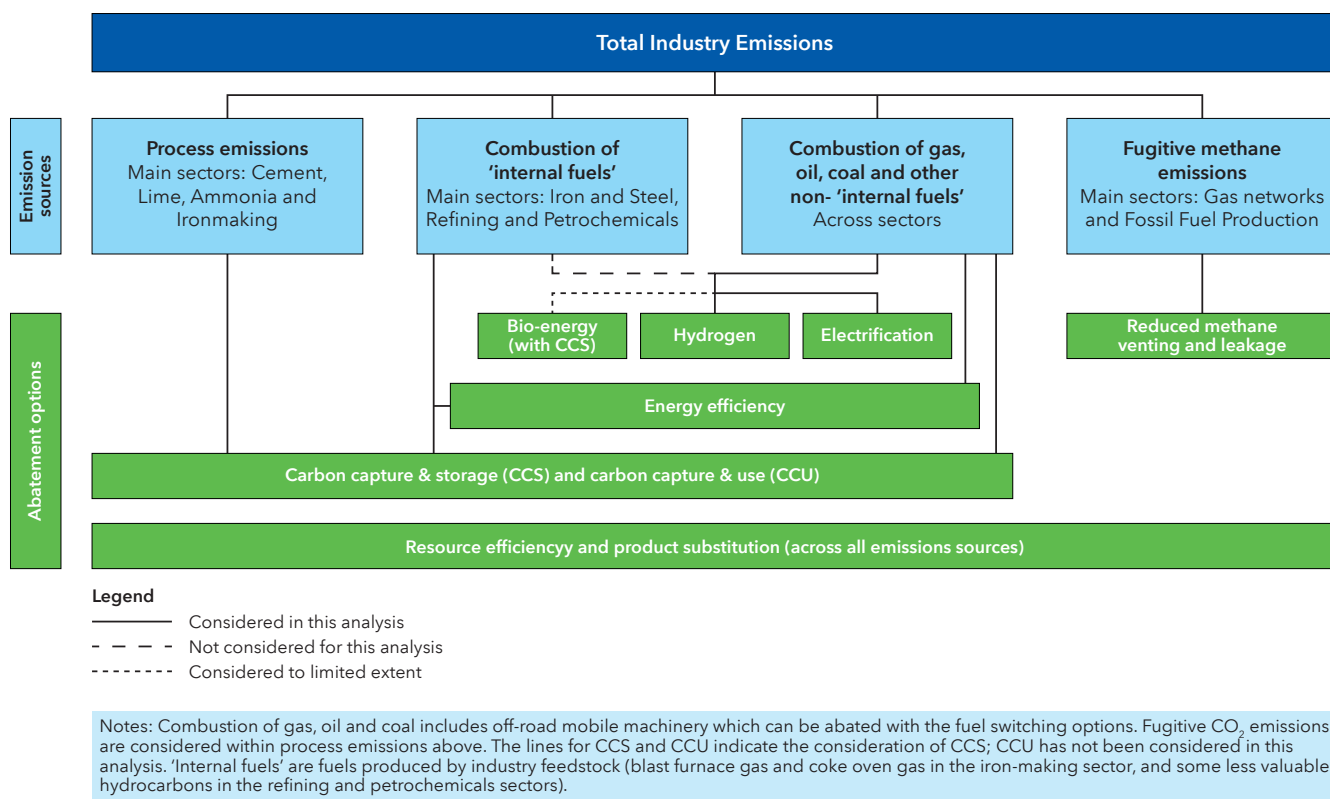 Total Industry Emissions
Emission
sources
Process emissions
Main sectors: Cement,
Lime, Ammonia and
Ironmaking
Combustion of
‘internal fuels’
Main sectors: Iron and Steel,
Refining and Petrochemicals
Combustion of gas,
oil, coal and other
non- ‘internal fuels’
Across sectors
Fugitive methane
emissions
Main sectors: Gas networks
and Fossil Fuel Production
Abatement options
Bio-energy
(with CCS)
Hydrogen
Electrification
Reduced methane
venting and leakage
Energy efficiency
Carbon capture & storage (CCS) and carbon capture & use (CCU)
Resource efficiencyy and product substitution (across all emissions sources)
Legend
Considered in this analysis
Not considered for this analysis
Considered to limited extent
Notes: Combustion of gas, oil and coal includes off-road mobile machinery which can be abated with the fuel switching options. Fugitive CO₂ emissions
are considered within process emissions above. The lines for CCS and CCU indicate the consideration of CCS; CCU has not been considered in this
analysis. ‘Internal fuels’ are fuels produced by industry feedstock (blast furnace gas and coke oven gas in the iron-making sector, and some less valuable
hydrocarbons in the refining and petrochemicals sectors).